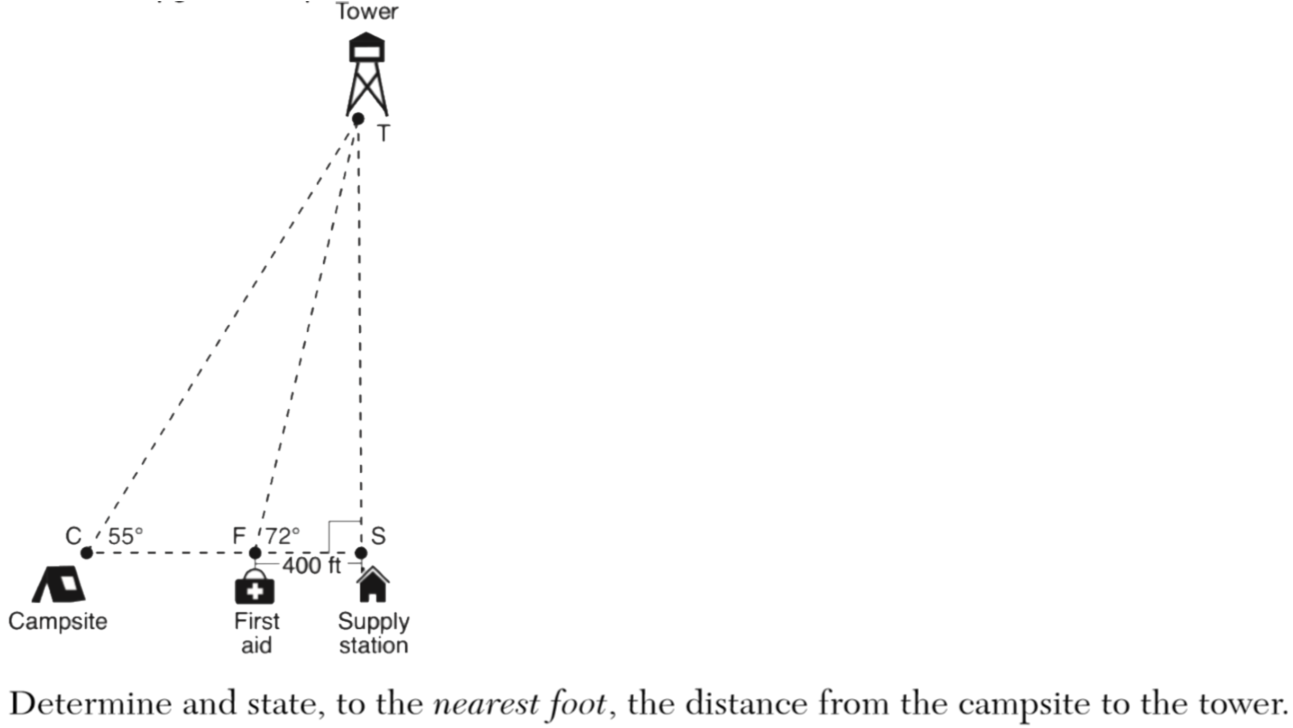 Tower
T
C 55° F 72° S
400 ft
Campsite First Supply
aid station
Determine and state, to the nearest foot, the distance from the campsite to the tower.